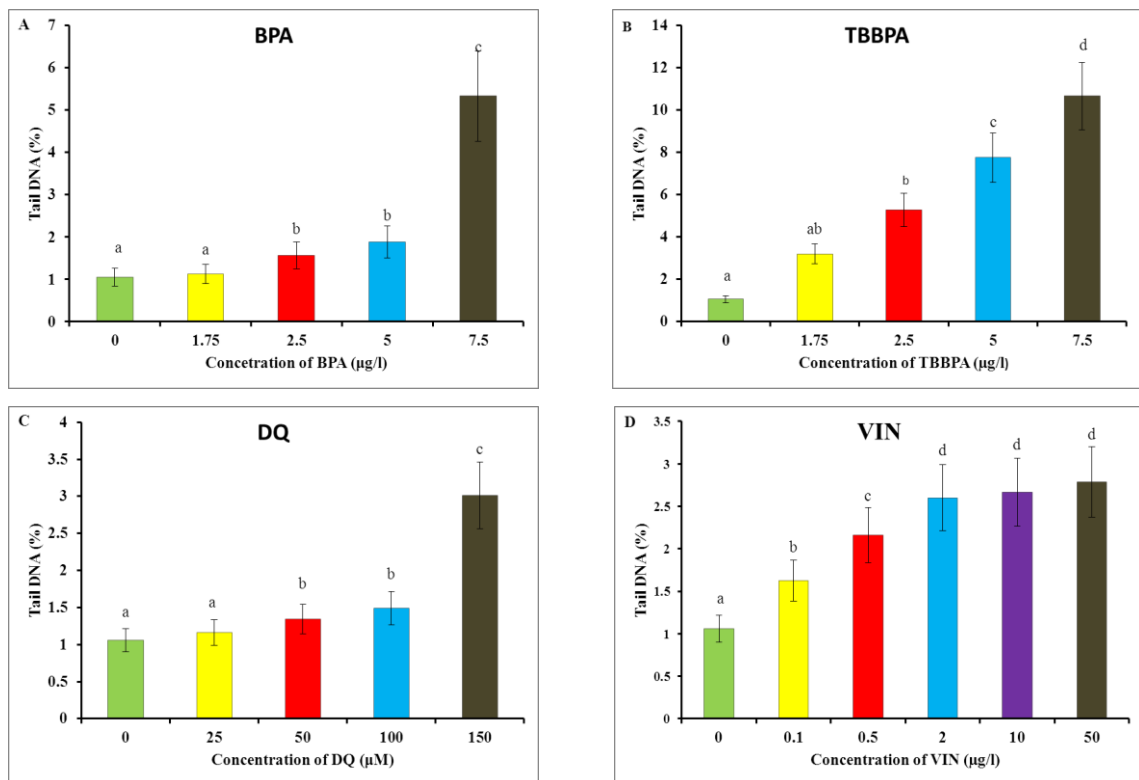 A
BPA
Tail DNA (%)
7
6
5
4
3
2
1
0
a
a
b
b
c
0 1.75 2.5 5 7.5
Concetration of BPA (µg/l)
B
TBBPA
Tail DNA (%)
14
12
10
8
6
4
2
0
a
ab
b
c
d
0 1.75 2.5 5 7.5
Concentration of TBBPA (µg/l)
C
DQ
Tail DNA (%)
4
3.5
3
2.5
2
1.5
1
0.5
0
a
a
b
b
c
0 25 50 100 150
Concentration of DQ (µM)
D
VIN
Tail DNA (%)
3.5
3
2.5
2
1.5
1
0.5
0
a
b
c
d
d
d
0 0.1 0.5 2 10 50
Concentration of VIN (µg/l)